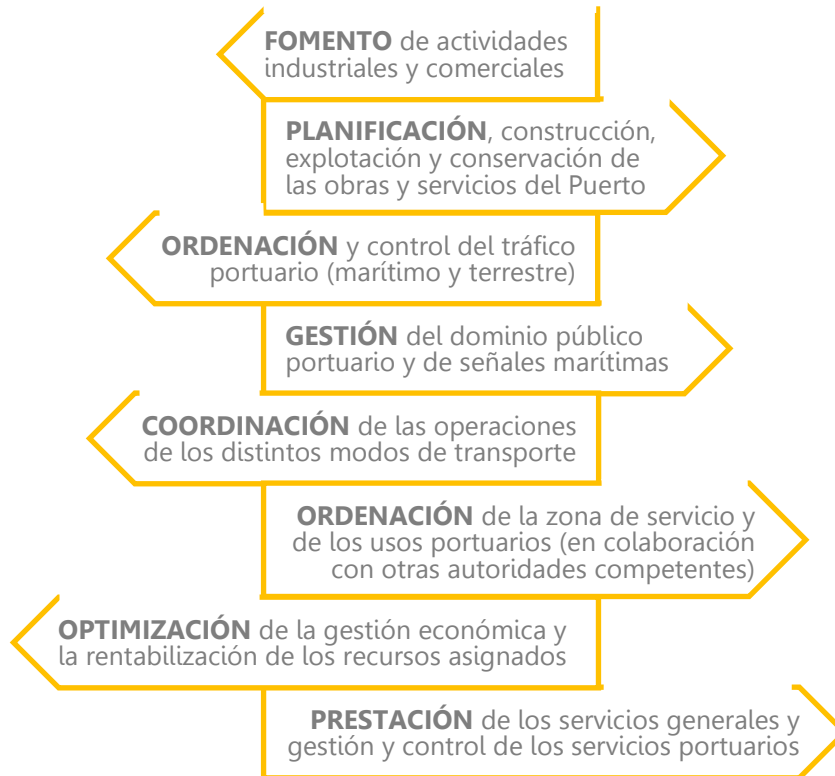 FOMENTO de actividades
industriales y comerciales
PLANIFICACIÓN, construcción,
explotación y conservación de
las obras y servicios del Puerto
ORDENACIÓN y control del tráfico
portuario (marítimo y terrestre)
GESTIÓN del dominio público
portuario y de señales marítimas
COORDINACIÓN de las operaciones
de los distintos modos de transporte
ORDENACIÓN de la zona de servicio y
de los usos portuarios (en colaboración
con otras autoridades competentes)
OPTIMIZACIÓN de la gestión económica y
la rentabilización de los recursos asignados
PRESTACIÓN de los servicios generales y
gestión y control de los servicios portuarios